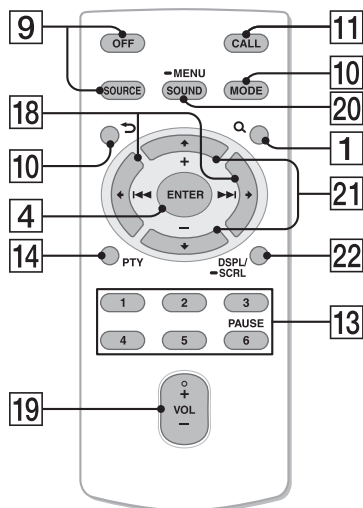 9
OFF
CALL
11
– MENU
10
SOURCE
SOUND
MODE
18
20
10
1
+
ENTER
4
21
–
14
PTY
DSPL/
– SCRL
22
1
2
3
PAUSE
13
4
5
6
19
+
VOL
–